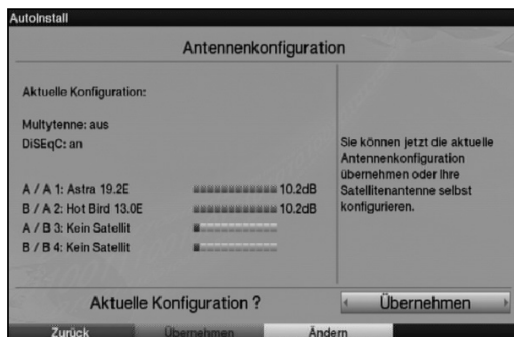 AutoInstall
Antennenkonfiguration
Aktuelle Konfiguration:
Multytenne: aus
DiSEqC: an
A / A 1: Astra 19.2E 10.2dB
B / A 2: Hot Bird 13.0E 10.2dB
A / B 3: Kein Satellit
B / B 4: Kein Satellit
Sie können jetzt die aktuelle
Antennenkonfiguration
übernehmen oder Ihre
Satellitenantenne selbst
konfigurieren.
Aktuelle Konfiguration ? Übernehmen
Zurück Übernehmen Ändern